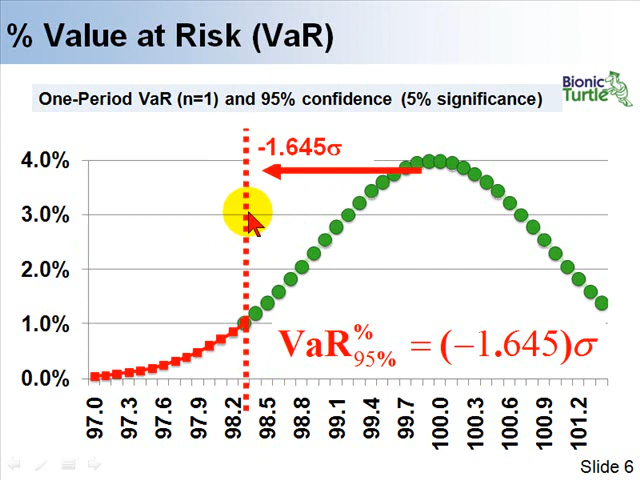 % Value at Risk (VaR)
One-Period VaR (n=1) and 95% confidence (5% significance)
Bionic
Turtle
-1.645σ
4.0%
3.0%
2.0%
1.0%
0.0%
VaR%95% = (−1.645)σ
97.0 97.3 97.6 97.9 98.2 98.5 98.8 99.1 99.4 99.7 100.0 100.3 100.6 100.9 101.2
Slide 6